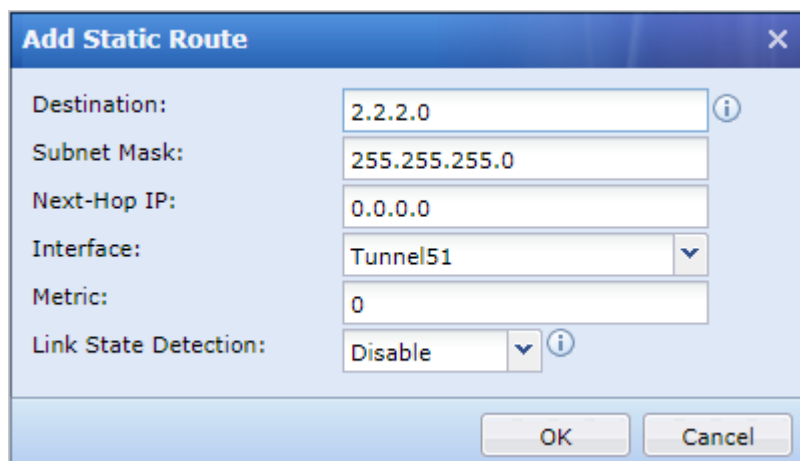 Add Static Route
Destination: 2.2.2.0
Subnet Mask: 255.255.255.0
Next-Hop IP: 0.0.0.0
Interface: Tunnel51
Metric: 0
Link State Detection: Disable
OK Cancel